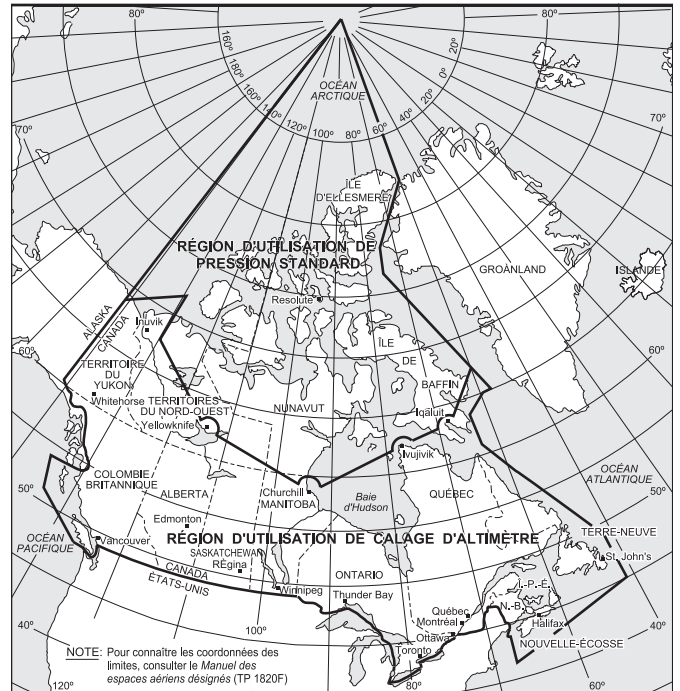 80º
80º
160º
160º
180º
160º
140º
120º
100º
80º
60º
40º
20º
0º
20º
OCÉAN
ARCTIQUE
70º
70º
ÎLE
D'ELLESMERE
RÉGION D'UTILISATION DE
PRESSION STANDARD
GROÀNLAND
ISLANDE
Resolute
ALASKA
CANADA
Inuvik
60º
60º
TERRITOIRE
DU
YUKON
Whitehorse
TERRITOIRES
DU NORD-OUEST
Yellowknife
NUNAVUT
ÎLE
DE
BAFFIN
Iqaluit
Ivujivik
OCÉAN
ATLANTIQUE
50º
50º
COLOMBIE
BRITANNIQUE
ALBERTA
Churchill
MANITOBA
Baie
d'Hudson
QUÉBEC
Edmonton
OCÉAN
PACIFIQUE
Vancouver
RÉGION D'UTILISATION DE CALAGE D'ALTIMÈTRE
TERRE-NEUVE
St. John's
SASKATCHEWAN
RÉgina
CANADA
ÉTATS-UNIS
Winnipeg
ONTARIO
Thunder Bay
Î.-P.-É.
N.-B.
Québec
Montréal
Ottawa
Toronto
Halifax
NOUVELLE-ÉCOSSE
40º
40º
100º
120º
80º
60º
NOTE: Pour connaître les coordonnées des
limites, consulter le Manuel des
espaces aériens désignés (TP 1820F)